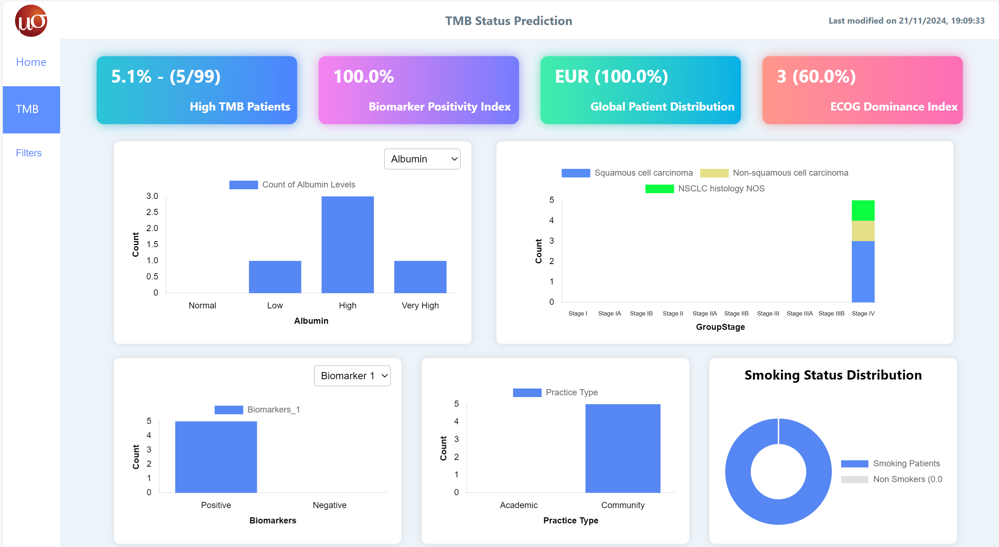 μσ
TMB Status Prediction
Last modified on 21/11/2024, 19:09:33
Home
TMB
Filters
5.1% - (5/99)
High TMB Patients
100.0%
Biomarker Positivity Index
EUR (100.0%)
Global Patient Distribution
3 (60.0%)
ECOG Dominance Index
Albumin
Count of Albumin Levels
3.0
2.5
2.0
1.5
1.0
0.5
0
Count
Normal Low High Very High
Albumin
Squamous cell carcinoma Non-squamous cell carcinoma
NSCLC histology NOS
5
4
3
2
1
0
Count
Stage I Stage IA Stage IB Stage II Stage IIA Stage IIB Stage III Stage IIIA Stage IIIB Stage IV
GroupStage
Biomarker 1
Biomarkers_1
5
4
3
2
1
0
Count
Positive Negative
Biomarkers
Practice Type
5
4
3
2
1
0
Count
Academic Community
Practice Type
Smoking Status Distribution
Smoking Patients
Non Smokers (0.0